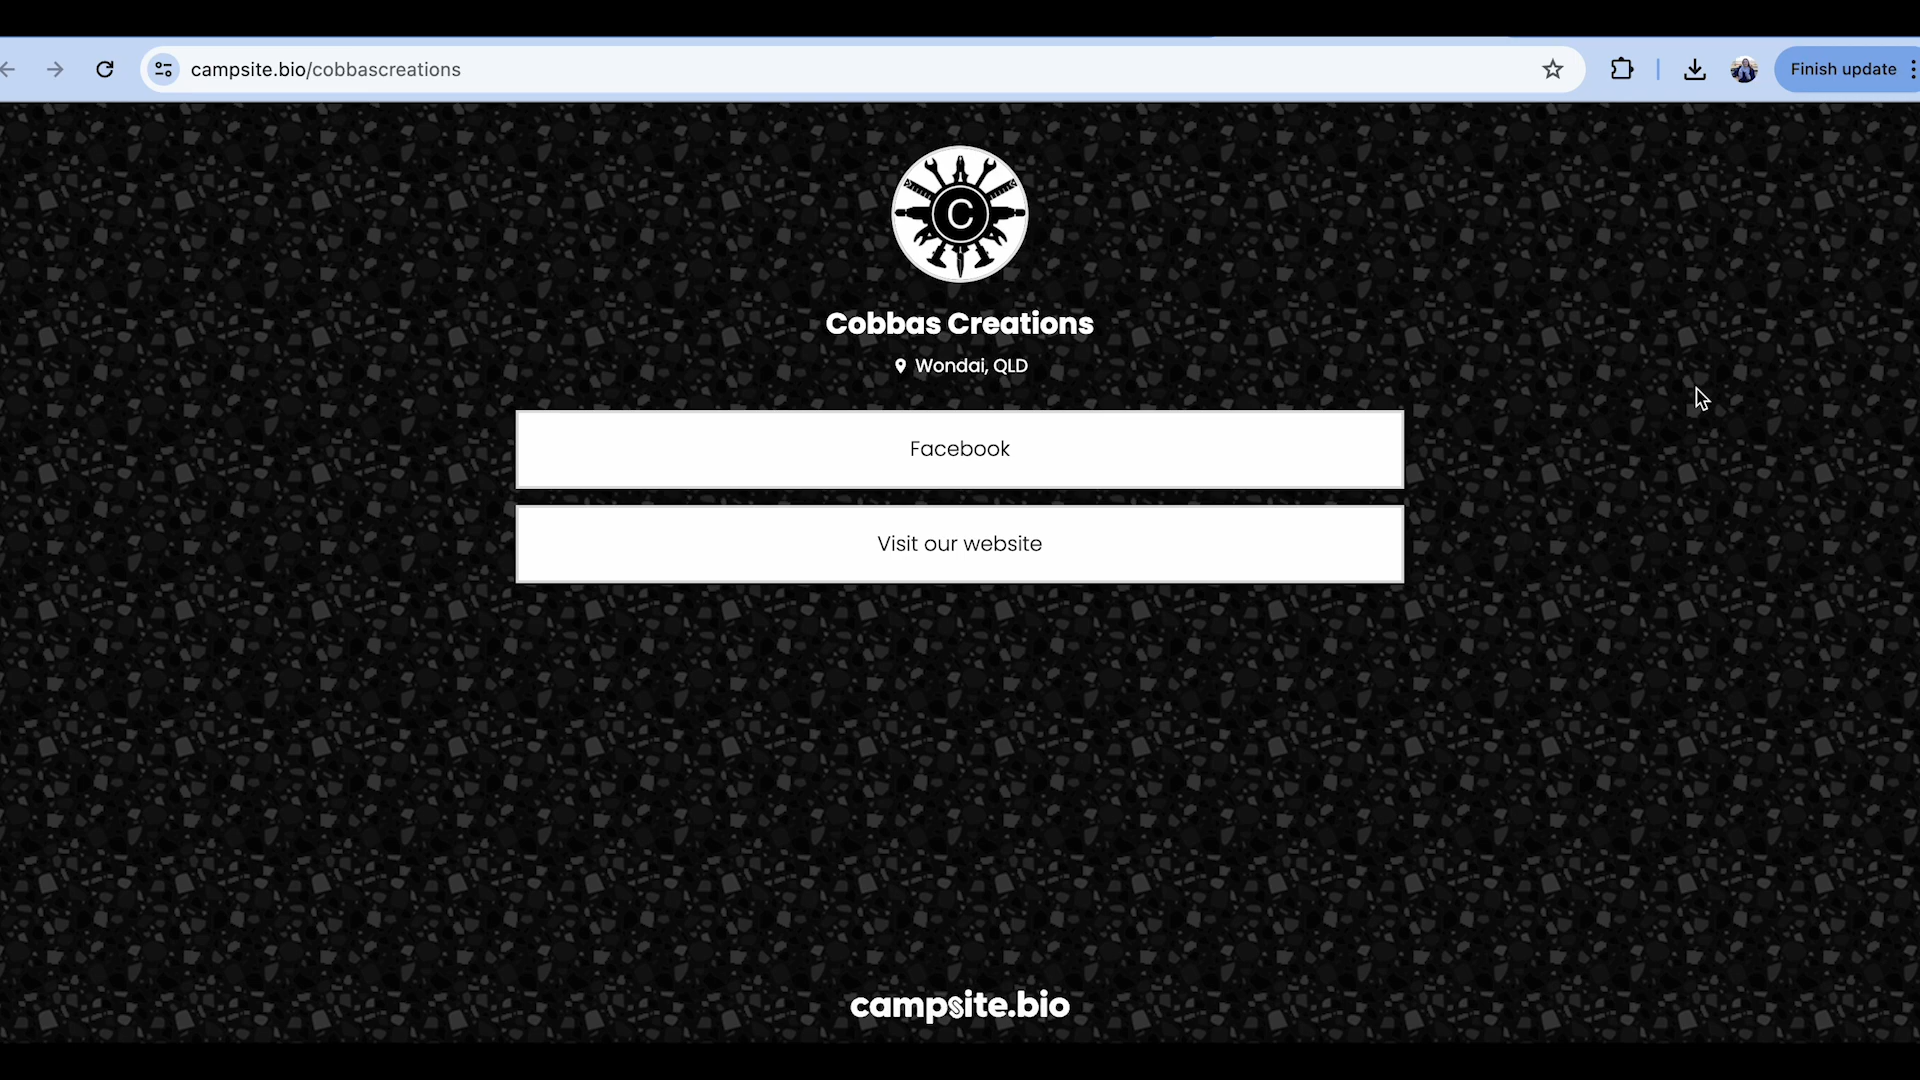 campsite.bio/cobbascreations
Finish update
C
Cobbas Creations
Wondai, QLD
Facebook
Visit our website
campsite.bio